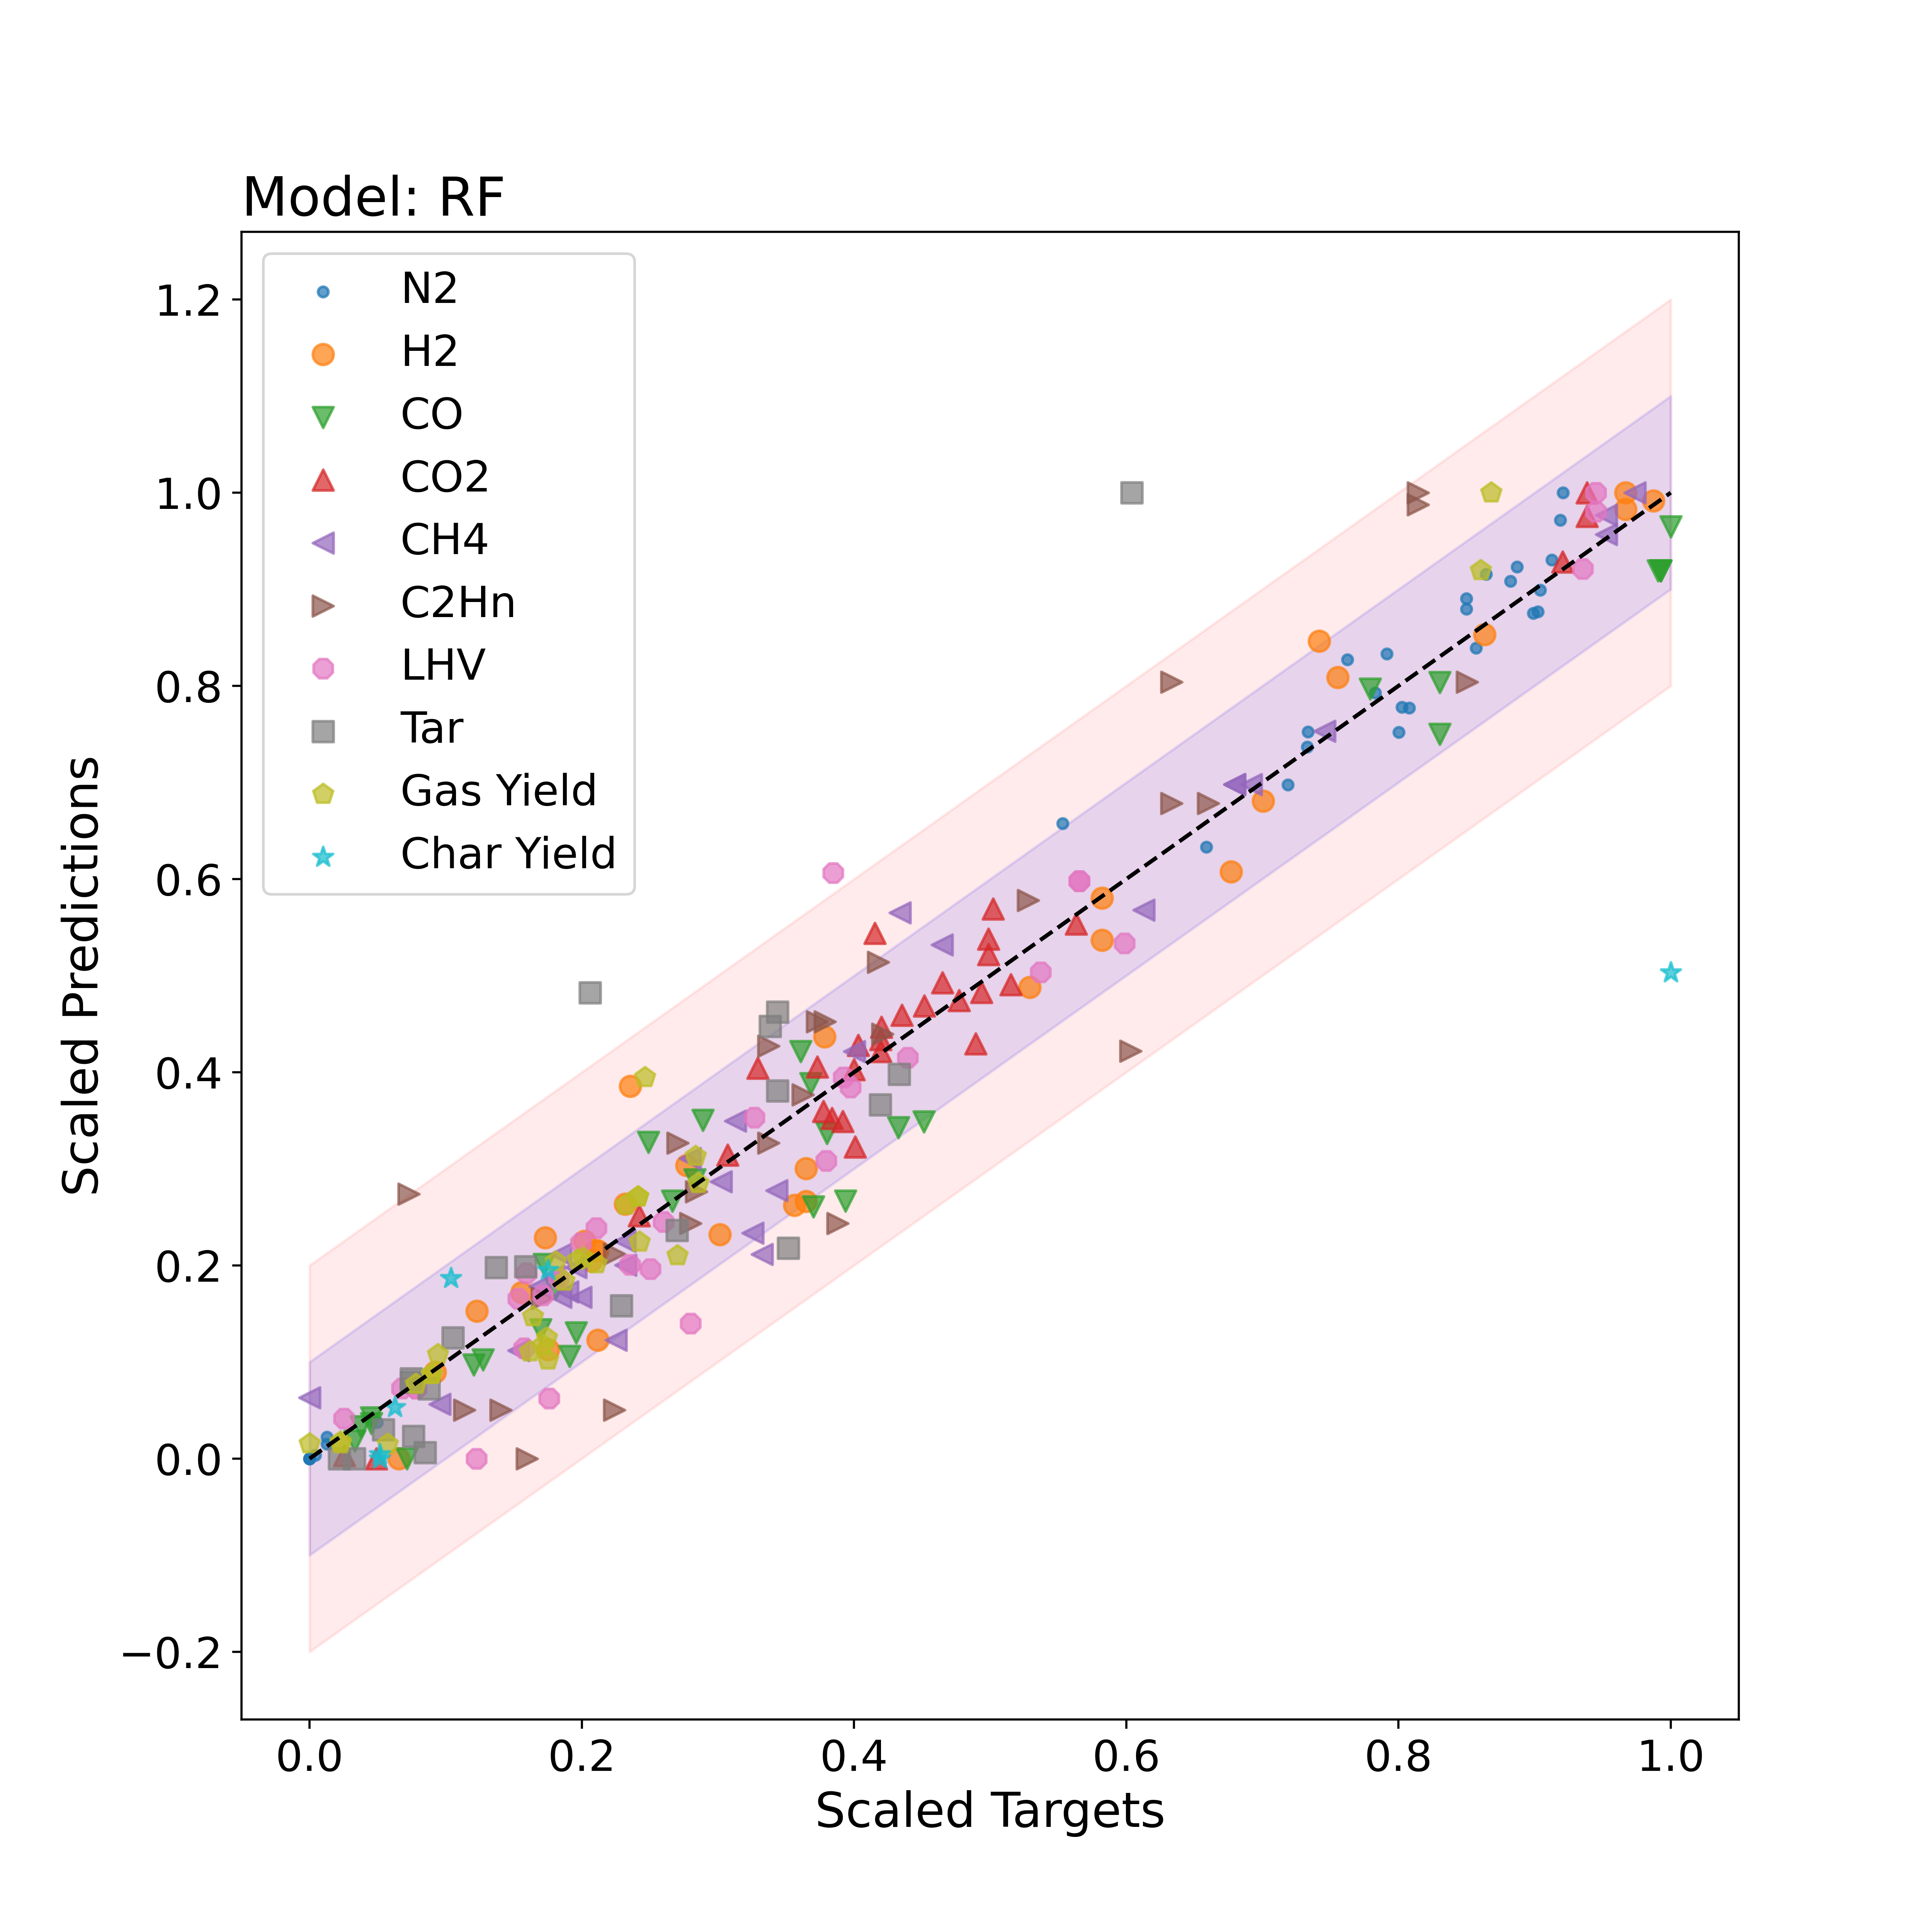 Model: RF
N2
H2
CO
CO2
CH4
C2Hn
LHV
Tar
Gas Yield
Char Yield
1.2
1.0
0.8
0.6
0.4
0.2
0.0
−0.2
Scaled Predictions
0.0 0.2 0.4 0.6 0.8 1.0
Scaled Targets